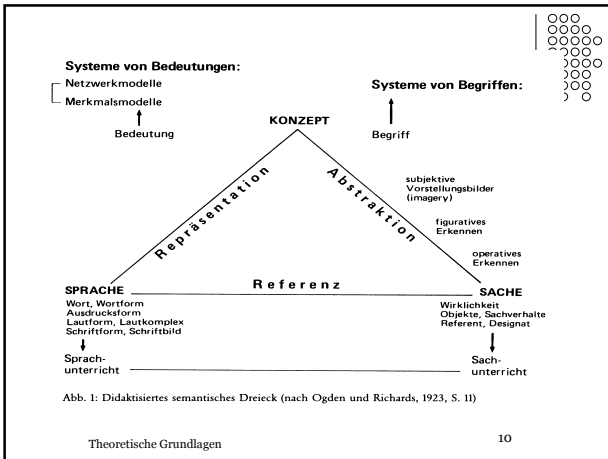 Systeme von Bedeutungen:
Netzwerkmodelle
Merkmalsmodelle
Bedeutung
Systeme von Begriffen:
Begriff
KONZEPT
Repräsentation
Abstraktion
subjektive
Vorstellungsbilder
(imagery)
figuratives
Erkennen
operatives
Erkennen
Referenz
SPRACHE
Wort, Wortform
Ausdrucksform
Lautform, Lautkomplex
Schriftform, Schriftbild
Sprach-
unterricht
SACHE
Wirklichkeit
Objekte, Sachverhalte
Referent, Designat
Sach-
unterricht
Abb. 1: Didaktisiertes semantisches Dreieck (nach Ogden und Richards, 1923, S. 11)
Theoretische Grundlagen
10